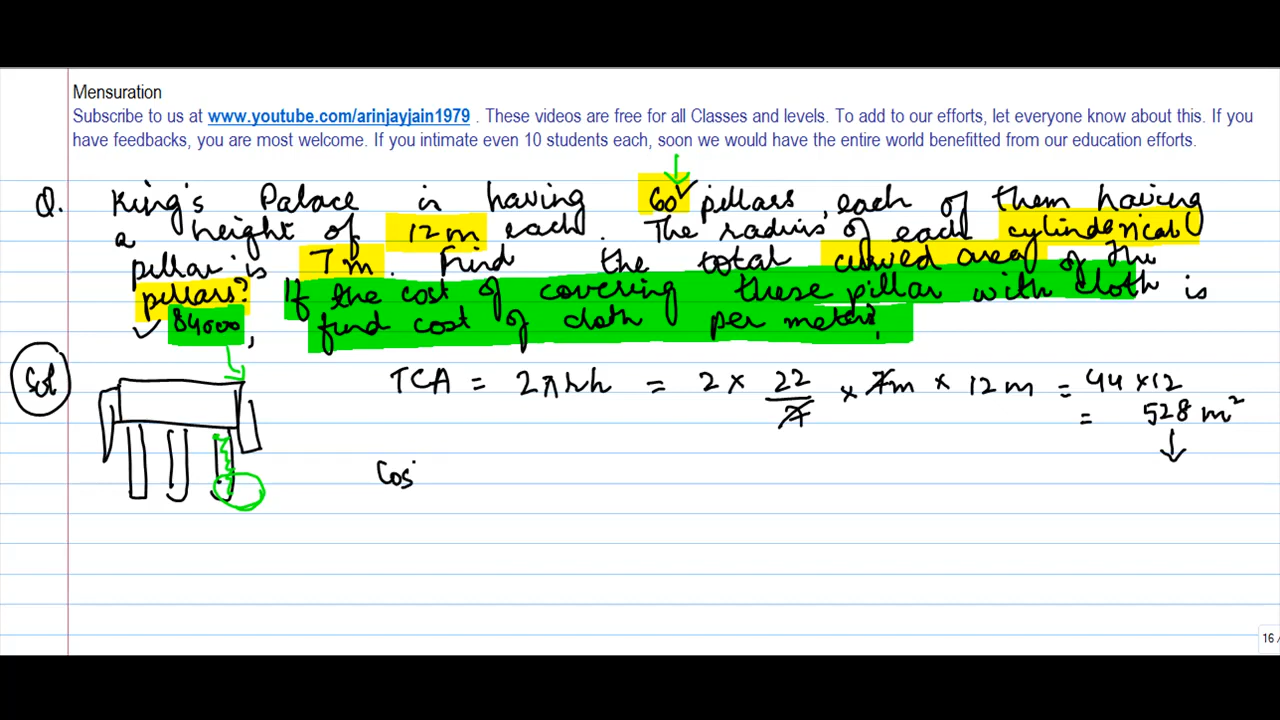 Mensuration
Subscribe to us at www.youtube.com/arinjayjain1979 . These videos are free for all Classes and levels. To add to our efforts, let everyone know about this. If you
have feedbacks, you are most welcome. If you intimate even 10 students each, soon we would have the entire world benefitted from our education efforts.
Q. King's Palace is having 60 pillars, each of them having
a height of 12m each. The radius of each cylinderical
pillar is 7m. Find the total curved area of the
pillars? If the cost of covering these pillar with cloth is
84000, find cost of cloth per meter?
Sol TCA = 2πrh = 2 × 22/7 × 7m × 12m = 44 × 12
= 528 m²
Cos
16